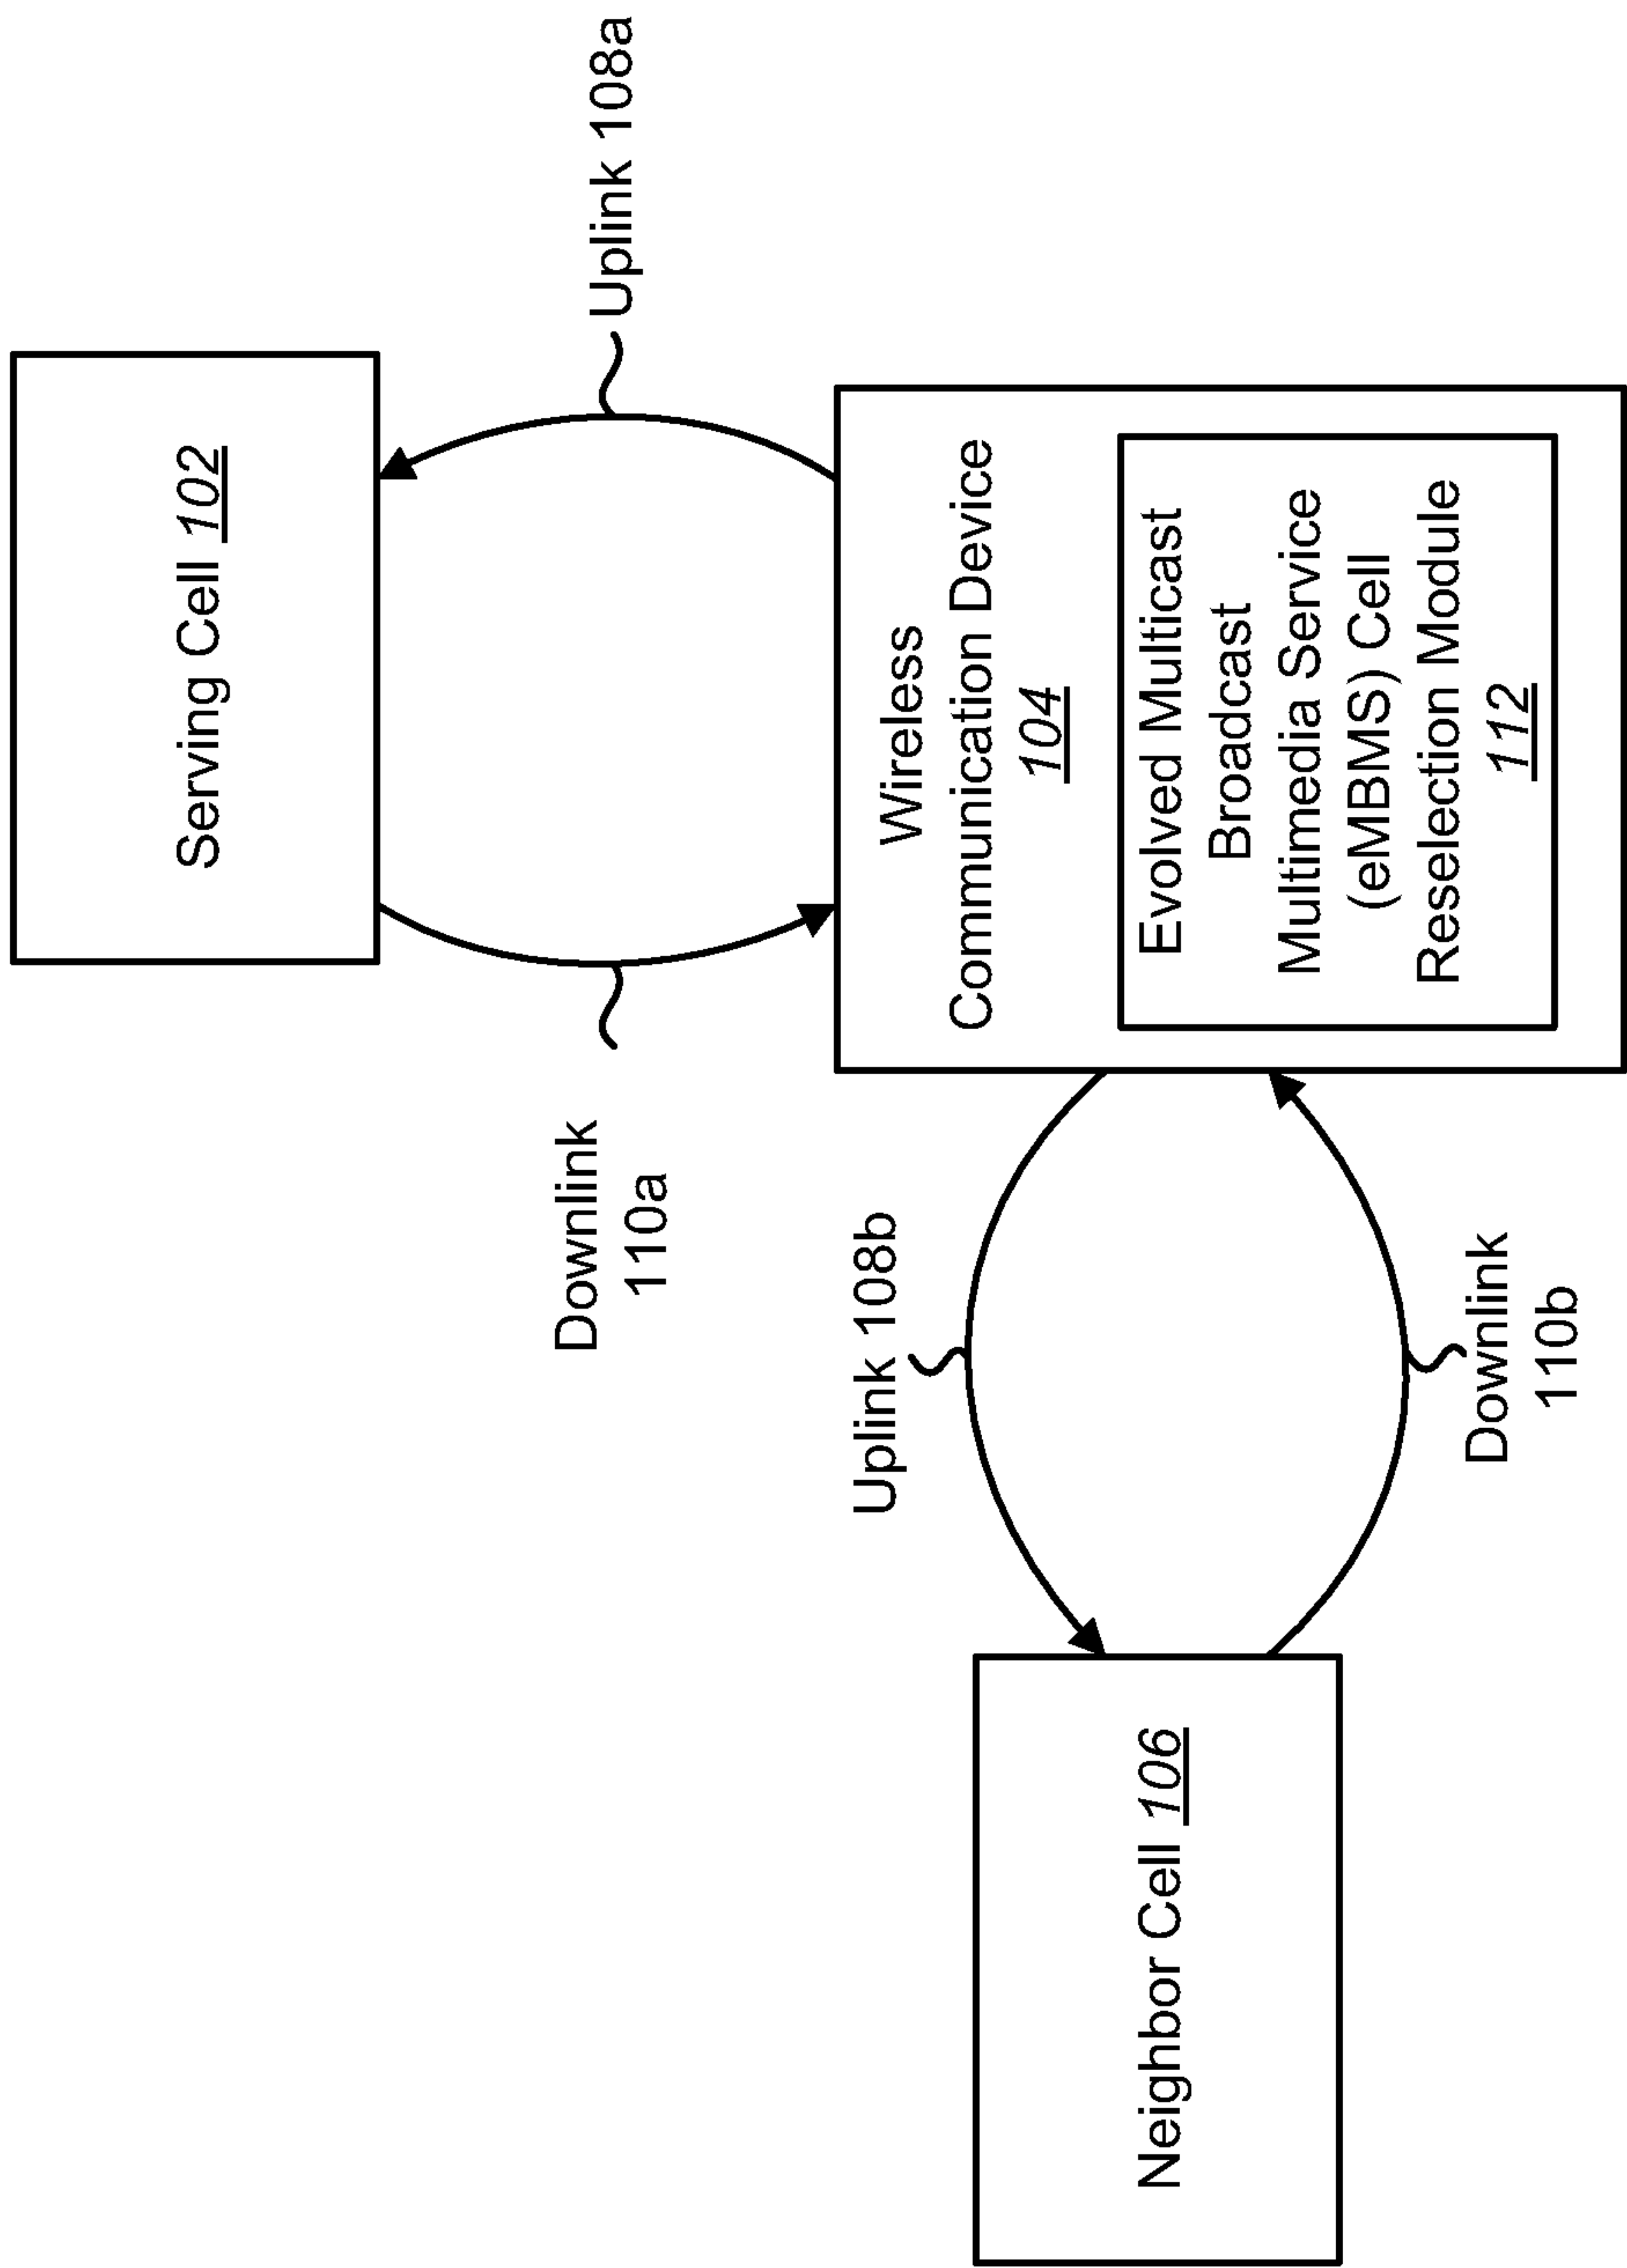 Serving Cell 102
Uplink 108a
Downlink
110a
Wireless
Communication Device
104
Evolved Multicast
Broadcast
Multimedia Service
(eMBMS) Cell
Reselection Module
112
Uplink 108b
Downlink
110b
Neighbor Cell 106